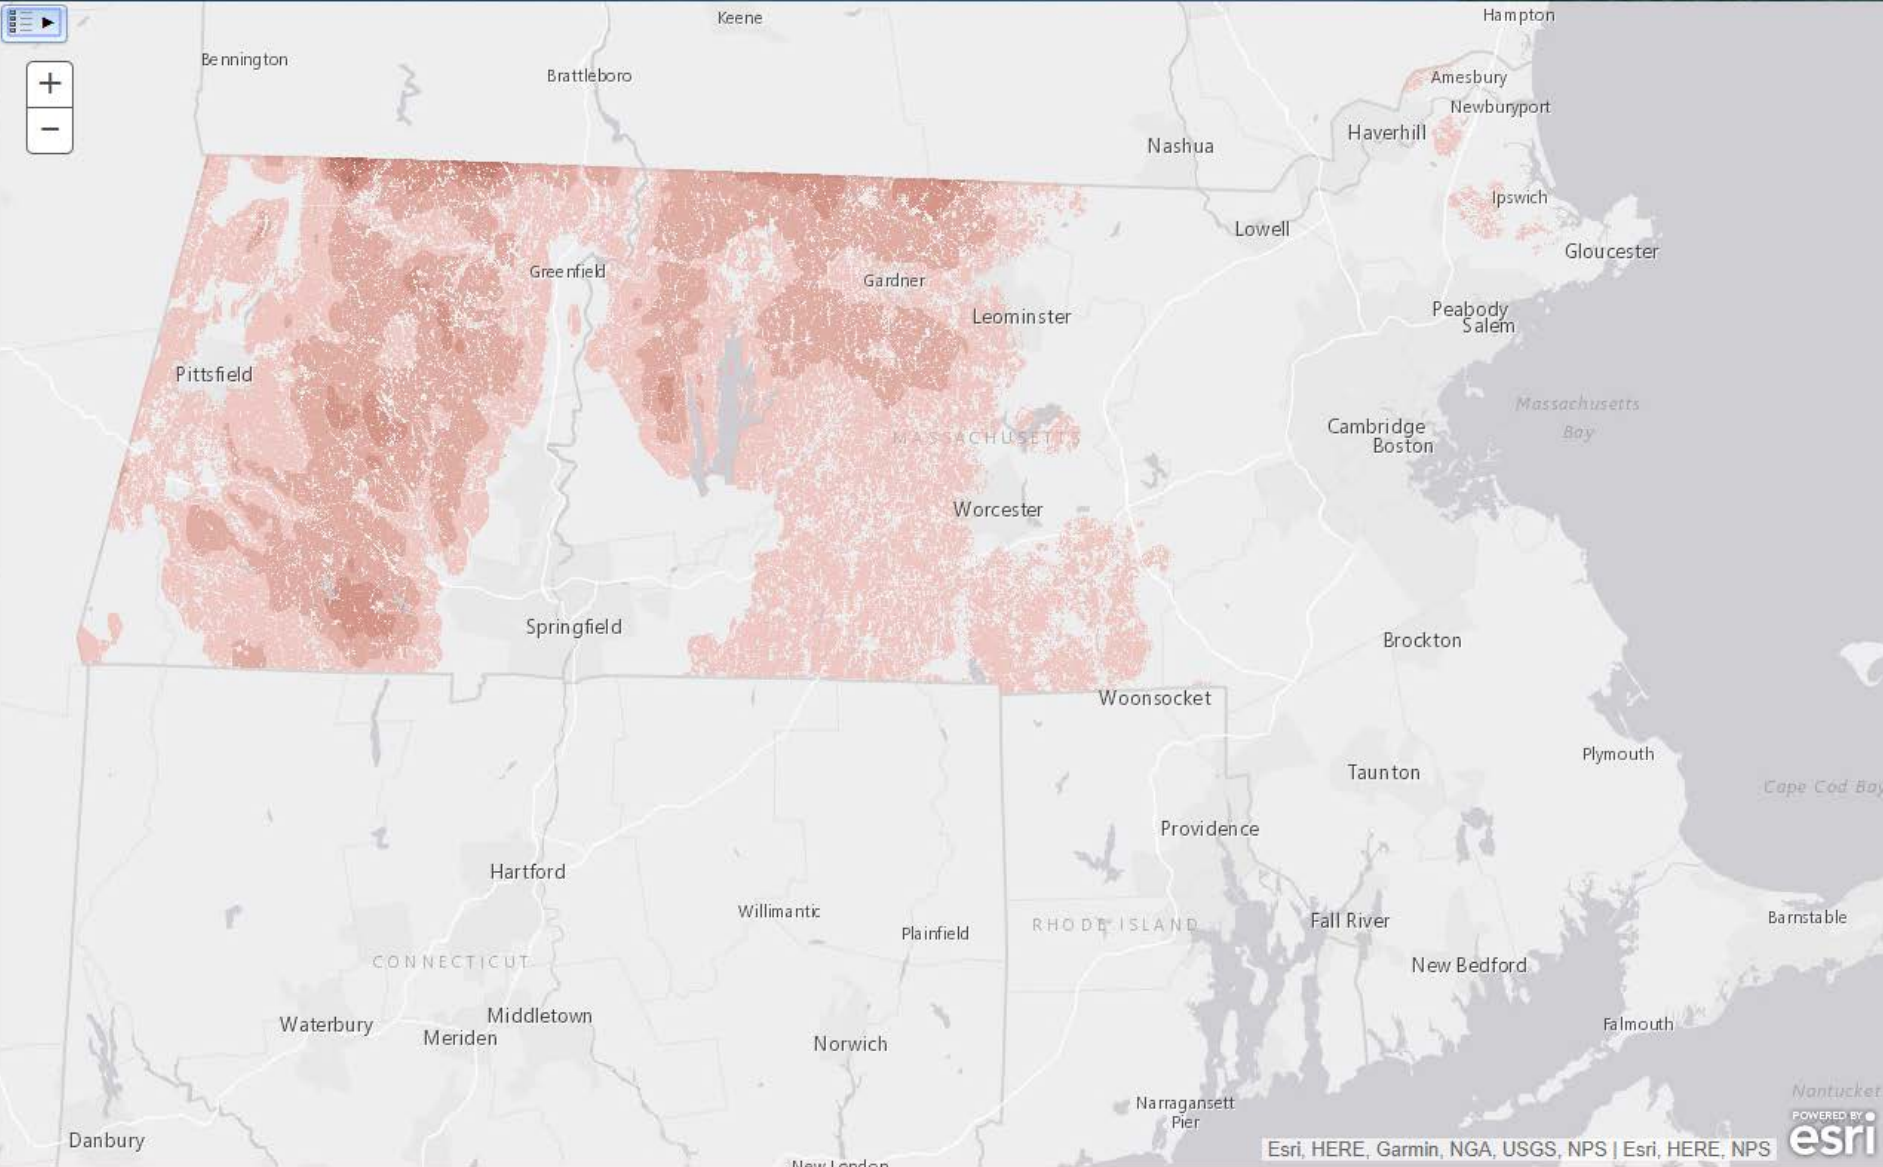 Keene
Hampton
Bennington
Brattleboro
Amesbury
Newburyport
Haverhill
Nashua
Ipswich
Lowell
Gloucester
Greenfield
Gardner
Leominster
Peabody
Salem
Pittsfield
Massachusetts
Bay
Cambridge
Boston
MASSACHUSETTS
Worcester
Springfield
Brockton
Woonsocket
Plymouth
Taunton
Cape Cod Bay
Providence
Hartford
Willimantic
Plainfield
RHODE ISLAND
Fall River
Barnstable
CONNECTICUT
New Bedford
Waterbury
Middletown
Meriden
Norwich
Falmouth
Nantucket
Narragansett
Pier
Danbury
New London
POWERED BY
esri
Esri, HERE, Garmin, NGA, USGS, NPS | Esri, HERE, NPS